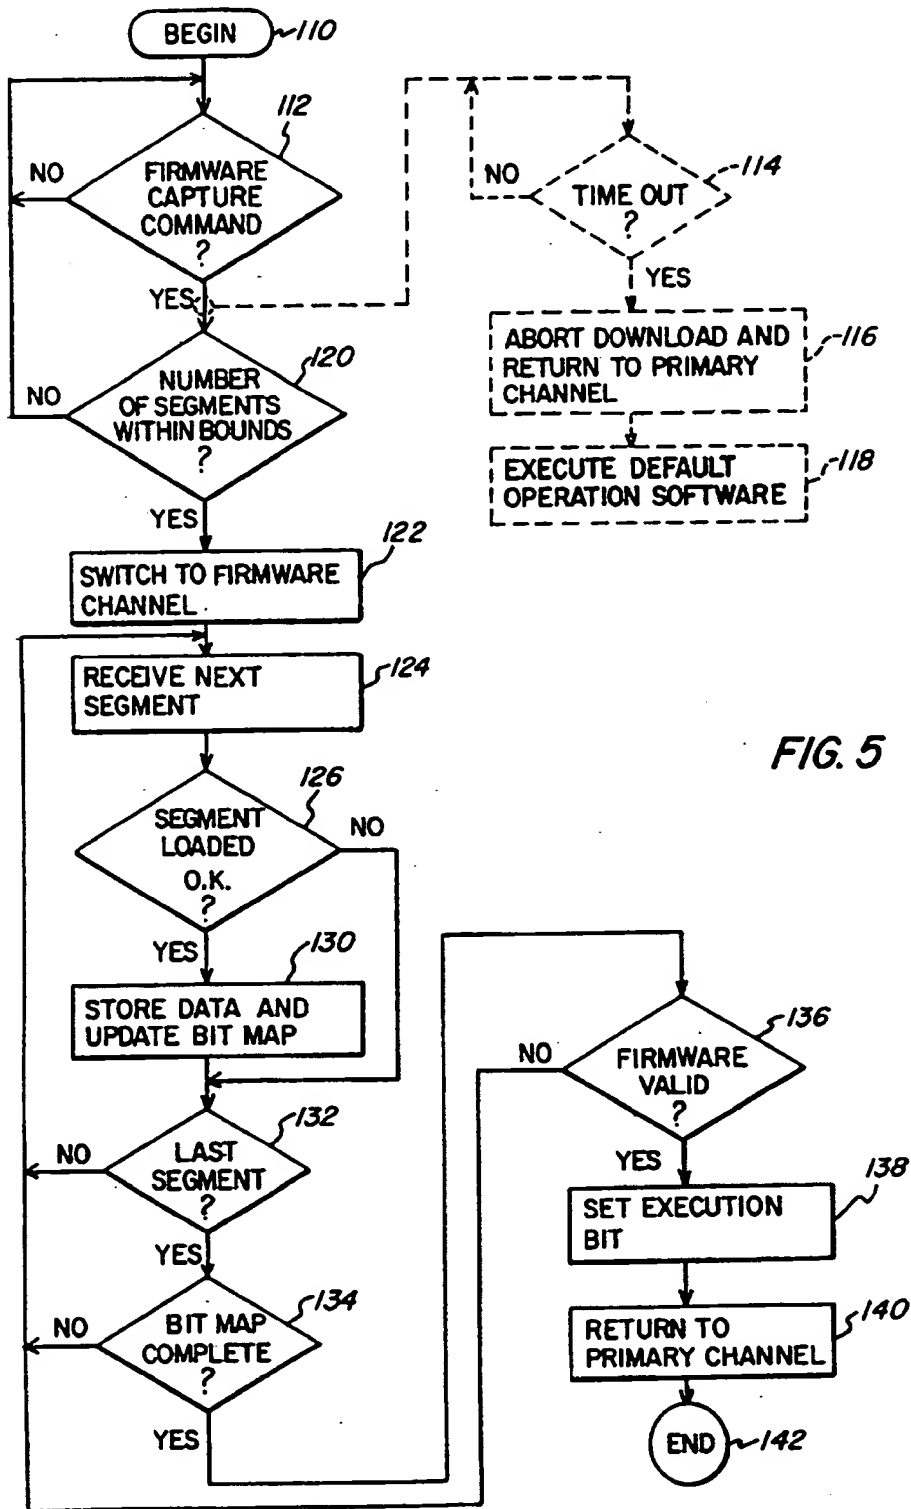 BEGIN
110
112
FIRMWARE
CAPTURE
COMMAND
?
NO
YES
114
TIME OUT
?
NO
YES
ABORT DOWNLOAD AND
RETURN TO PRIMARY
CHANNEL
116
EXECUTE DEFAULT
OPERATION SOFTWARE
118
120
NUMBER
OF SEGMENTS
WITHIN BOUNDS
?
NO
YES
122
SWITCH TO FIRMWARE
CHANNEL
RECEIVE NEXT
SEGMENT
124
FIG. 5
126
SEGMENT
LOADED
O.K.
?
NO
YES
130
STORE DATA AND
UPDATE BIT MAP
132
LAST
SEGMENT
?
NO
YES
134
BIT MAP
COMPLETE
?
NO
YES
136
FIRMWARE
VALID
?
NO
YES
138
SET EXECUTION
BIT
RETURN TO
PRIMARY CHANNEL
140
END
142